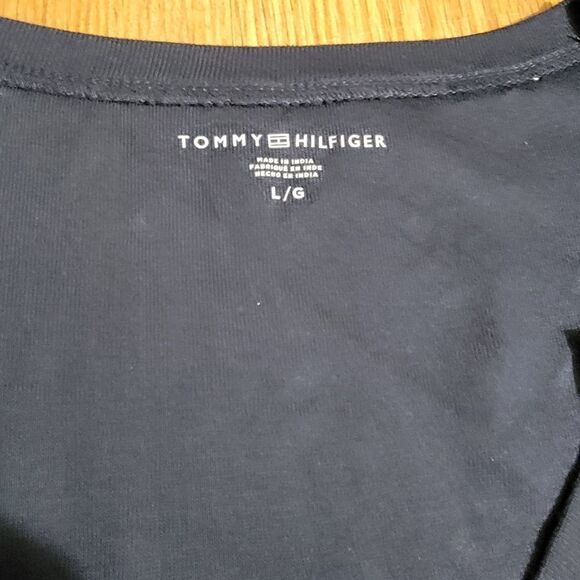 TOMMY HILFIGER
MADE IN INDIA
FABRIQUÉ EN INDE
HECHO EN INDIA
L/G